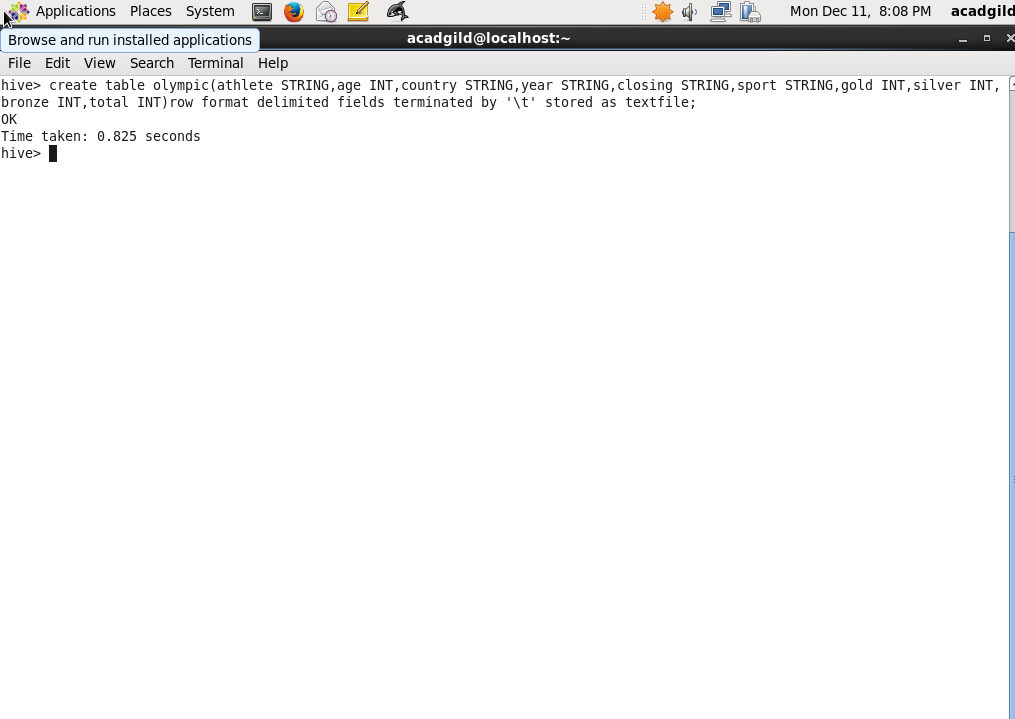 Applications Places System Mon Dec 11, 8:08 PM acadgild
Browse and run installed applications
acadgild@localhost:~
File Edit View Search Terminal Help
hive> create table olympic(athlete STRING,age INT,country STRING,year STRING,closing STRING,sport STRING,gold INT,silver INT,
bronze INT,total INT)row format delimited fields terminated by '\t' stored as textfile;
OK
Time taken: 0.825 seconds
hive>